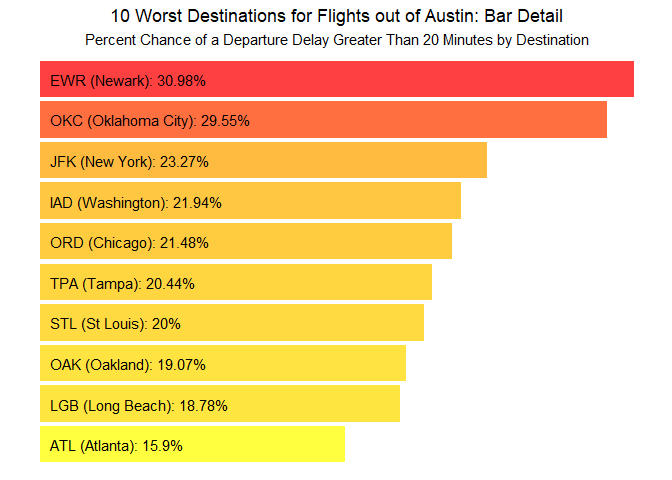 10 Worst Destinations for Flights out of Austin: Bar Detail
Percent Chance of a Departure Delay Greater Than 20 Minutes by Destination
EWR (Newark): 30.98%
OKC (Oklahoma City): 29.55%
JFK (New York): 23.27%
IAD (Washington): 21.94%
ORD (Chicago): 21.48%
TPA (Tampa): 20.44%
STL (St Louis): 20%
OAK (Oakland): 19.07%
LGB (Long Beach): 18.78%
ATL (Atlanta): 15.9%